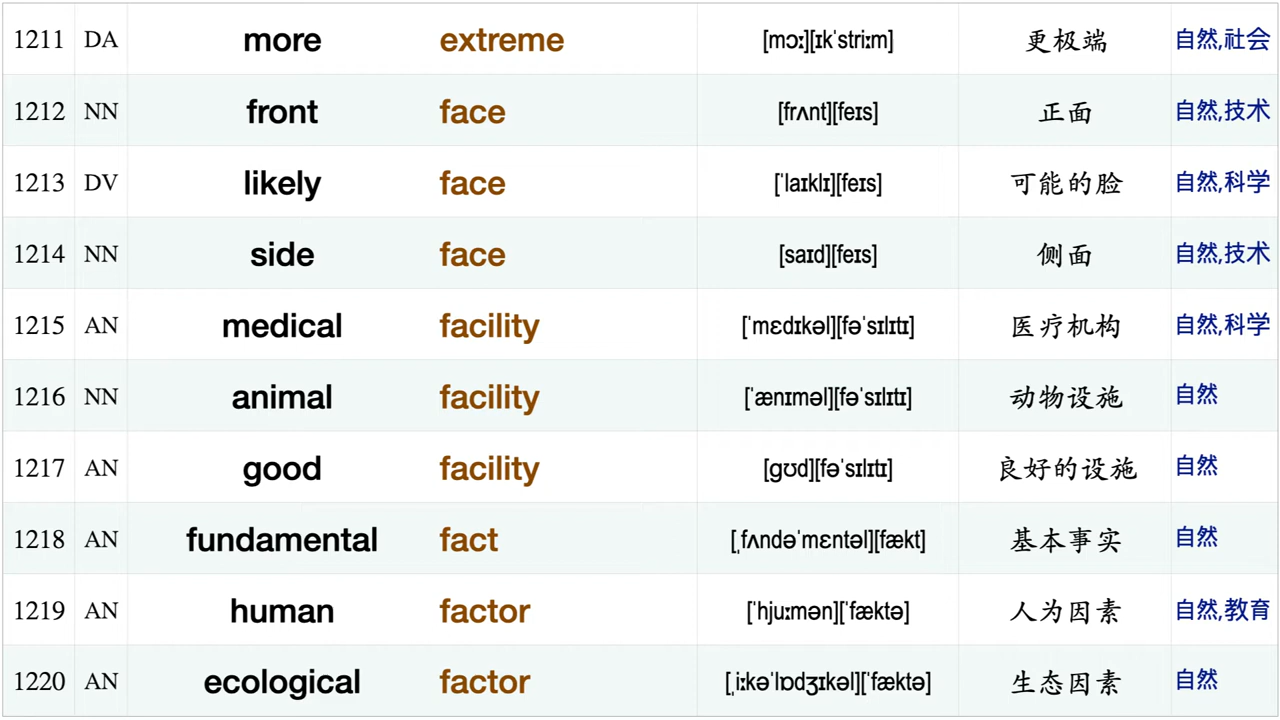 1211 DA more extreme [mɔː][ɪkˈstriːm] 更极端 自然,社会
1212 NN front face [frʌnt][feɪs] 正面 自然,技术
1213 DV likely face [ˈlaɪklɪ][feɪs] 可能的脸 自然,科学
1214 NN side face [saɪd][feɪs] 侧面 自然,技术
1215 AN medical facility [ˈmɛdɪkəl][fəˈsɪlɪtɪ] 医疗机构 自然,科学
1216 NN animal facility [ˈænɪməl][fəˈsɪlɪtɪ] 动物设施 自然
1217 AN good facility [gʊd][fəˈsɪlɪtɪ] 良好的设施 自然
1218 AN fundamental fact [ˌfʌndəˈmɛntəl][fækt] 基本事实 自然
1219 AN human factor [ˈhjuːmən][ˈfæktə] 人为因素 自然,教育
1220 AN ecological factor [ˌiːkəˈlɒdʒɪkəl][ˈfæktə] 生态因素 自然